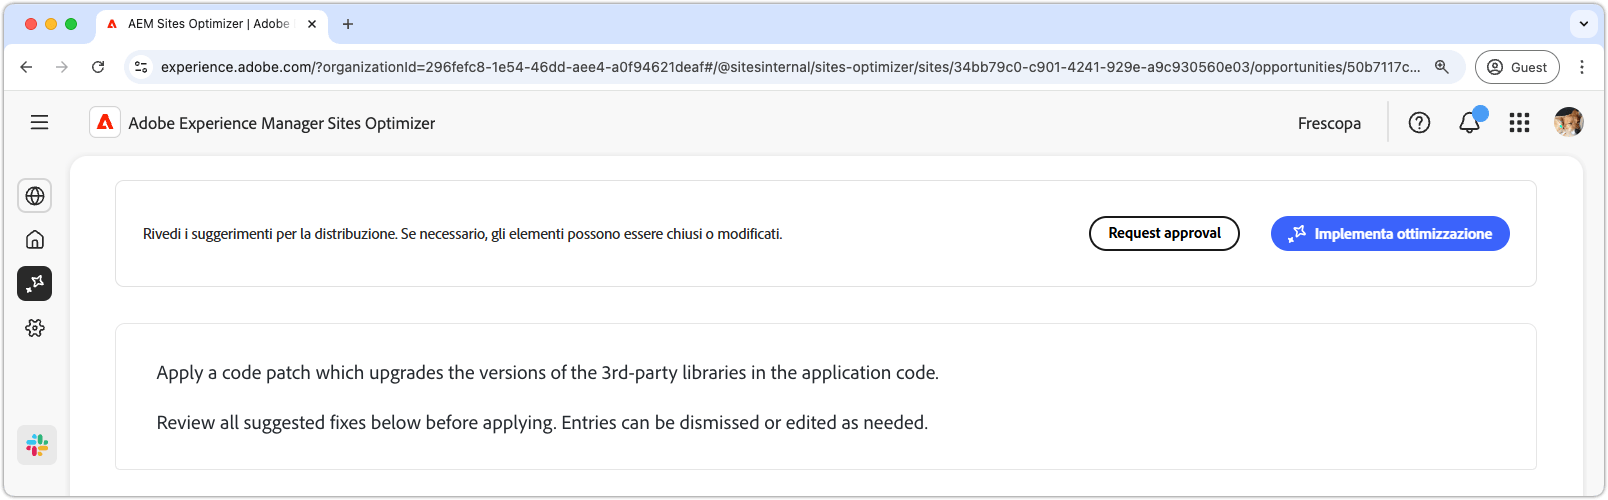 AEM Sites Optimizer | Adobe
experience.adobe.com/?organizationId=296fefc8-1e54-46dd-aee4-a0f94621deaf#/@sitesinternal/sites-optimizer/sites/34bb79c0-c901-4241-929e-a9c930560e03/opportunities/50b7117c...
Guest
Adobe Experience Manager Sites Optimizer
Frescopa
Rivedi i suggerimenti per la distribuzione. Se necessario, gli elementi possono essere chiusi o modificati.
Request approval
Implementa ottimizzazione
Apply a code patch which upgrades the versions of the 3rd-party libraries in the application code.
Review all suggested fixes below before applying. Entries can be dismissed or edited as needed.